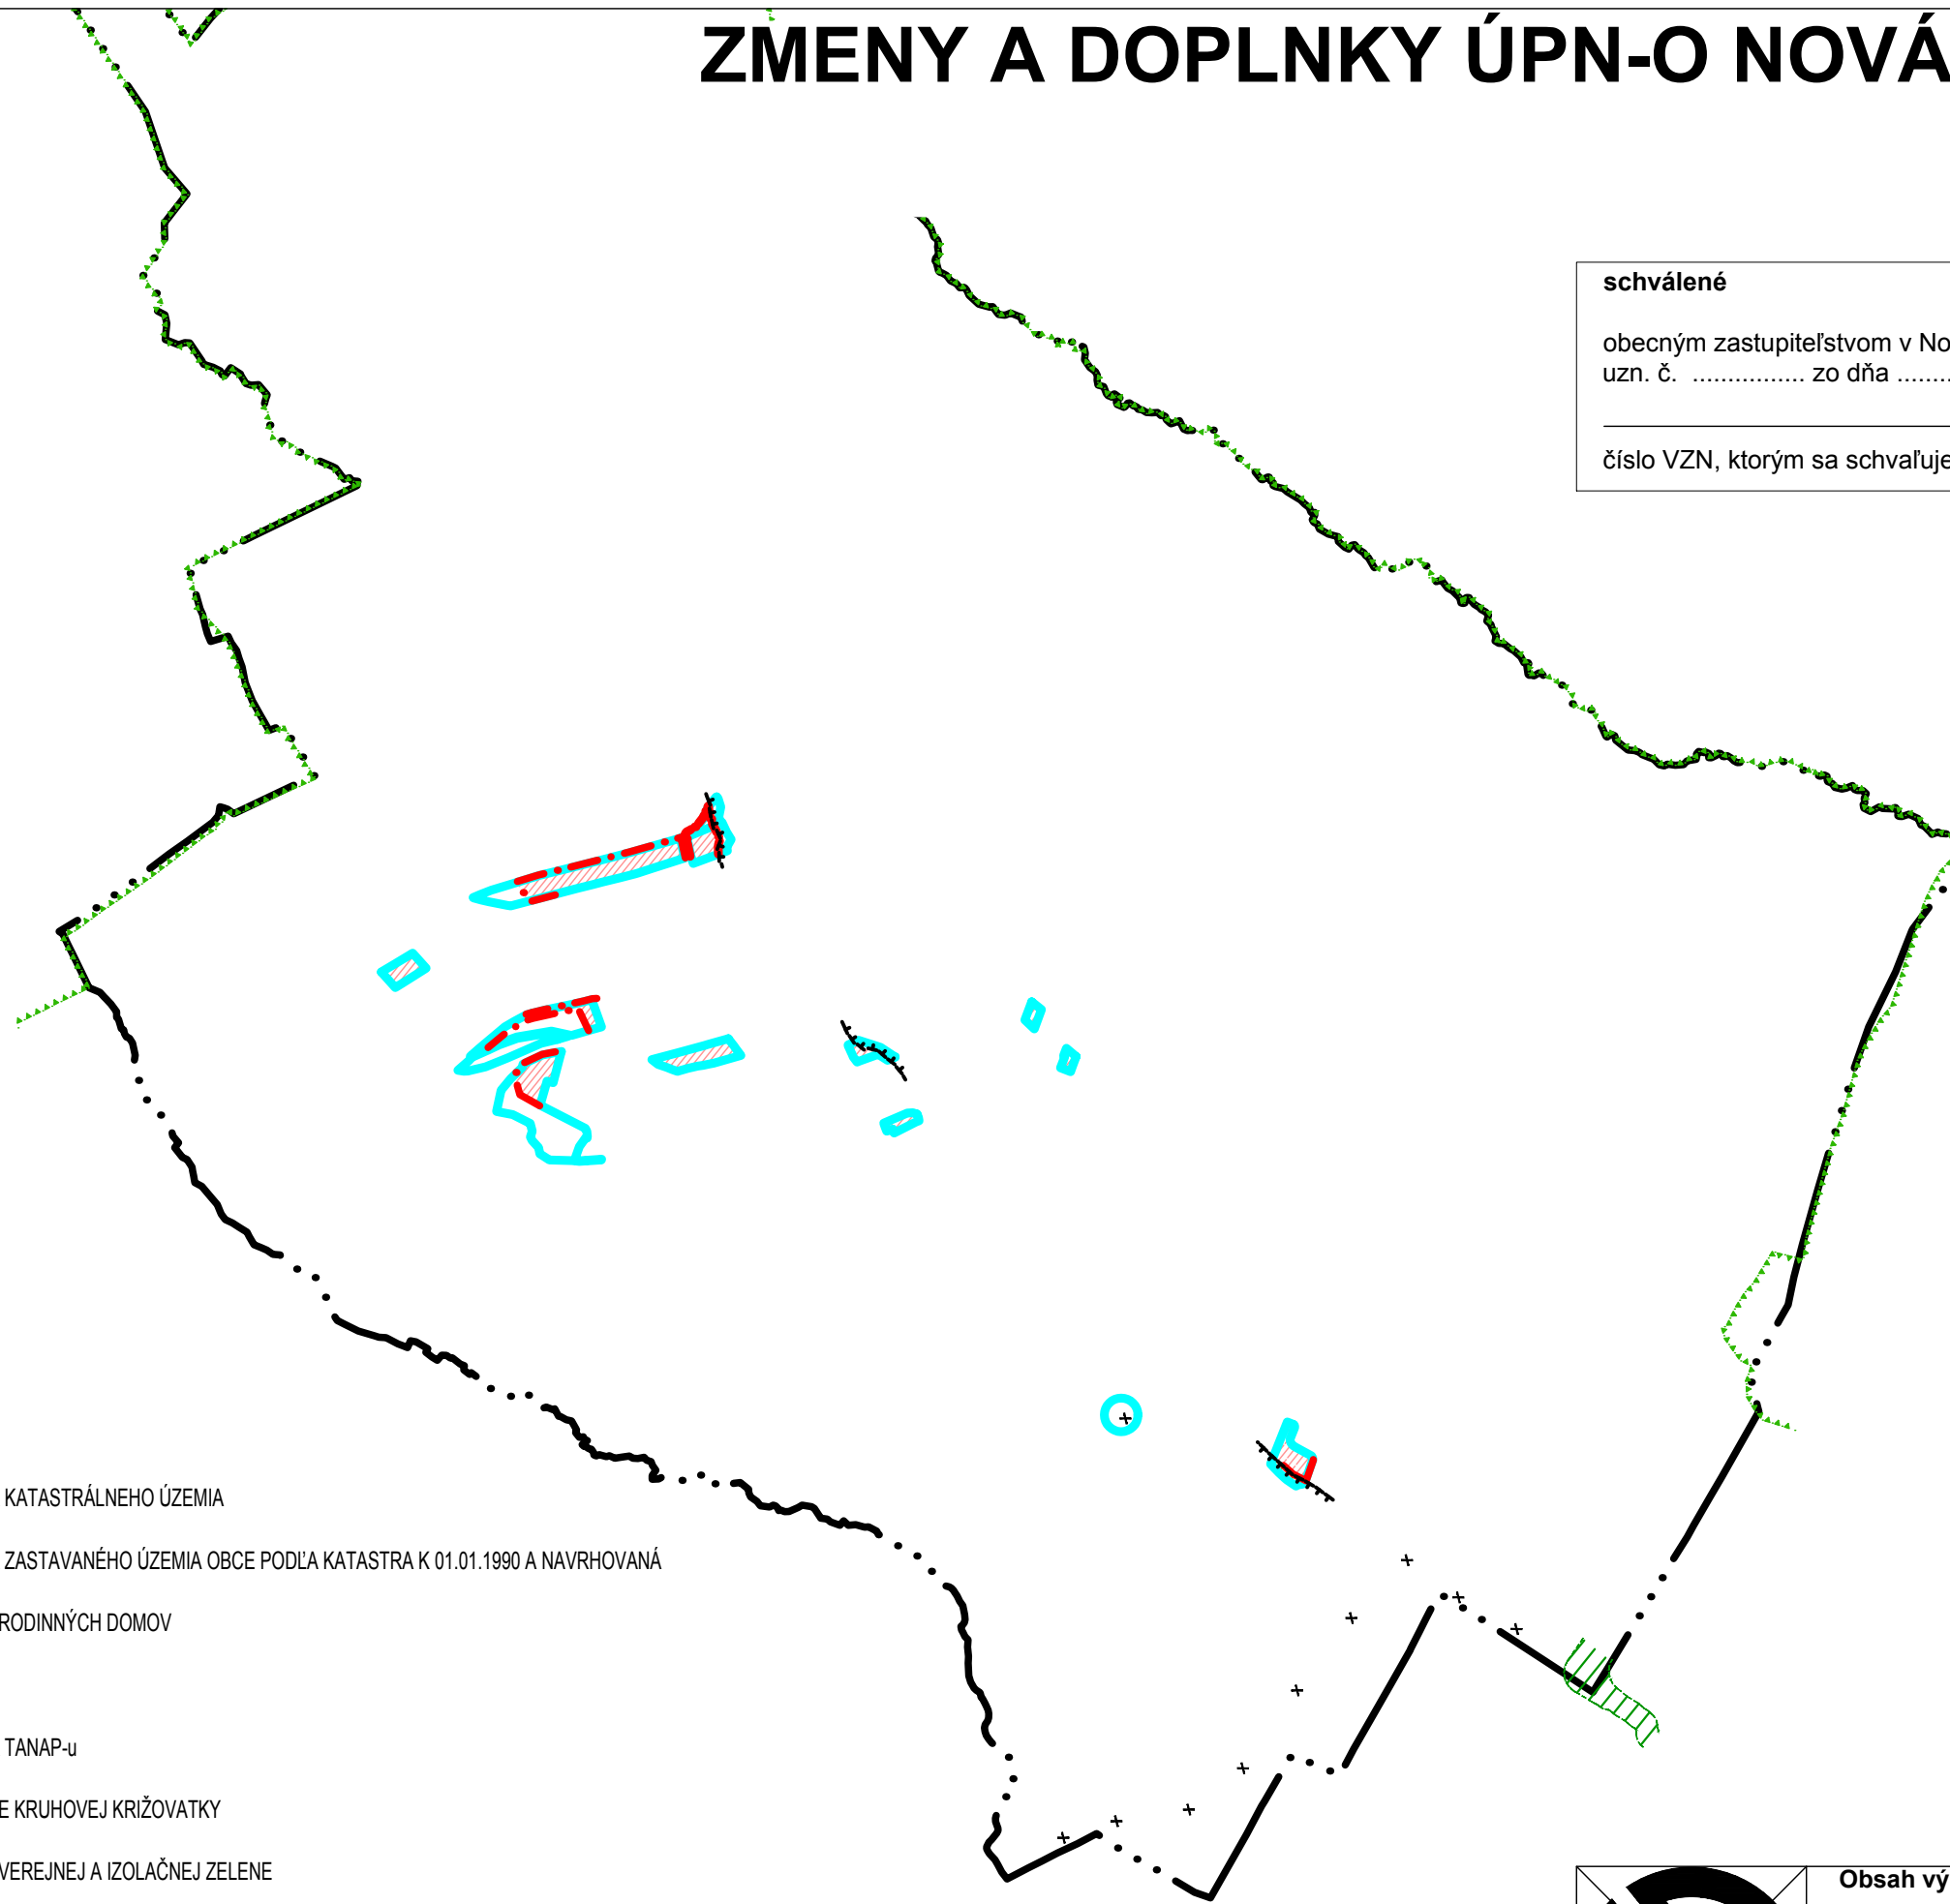 ZMENY A DOPLNKY ÚPN-O NOVÁ
schválené
obecným zastupiteľstvom v No
uzn. č. ................ zo dňa ........
číslo VZN, ktorým sa schvaľuje
KATASTRÁLNEHO ÚZEMIA
ZASTAVANÉHO ÚZEMIA OBCE PODĽA KATASTRA K 01.01.1990 A NAVRHOVANÁ
RODINNÝCH DOMOV
TANAP-u
E KRUHOVEJ KRIŽOVATKY
VEREJNEJ A IZOLAČNEJ ZELENE
Obsah vý